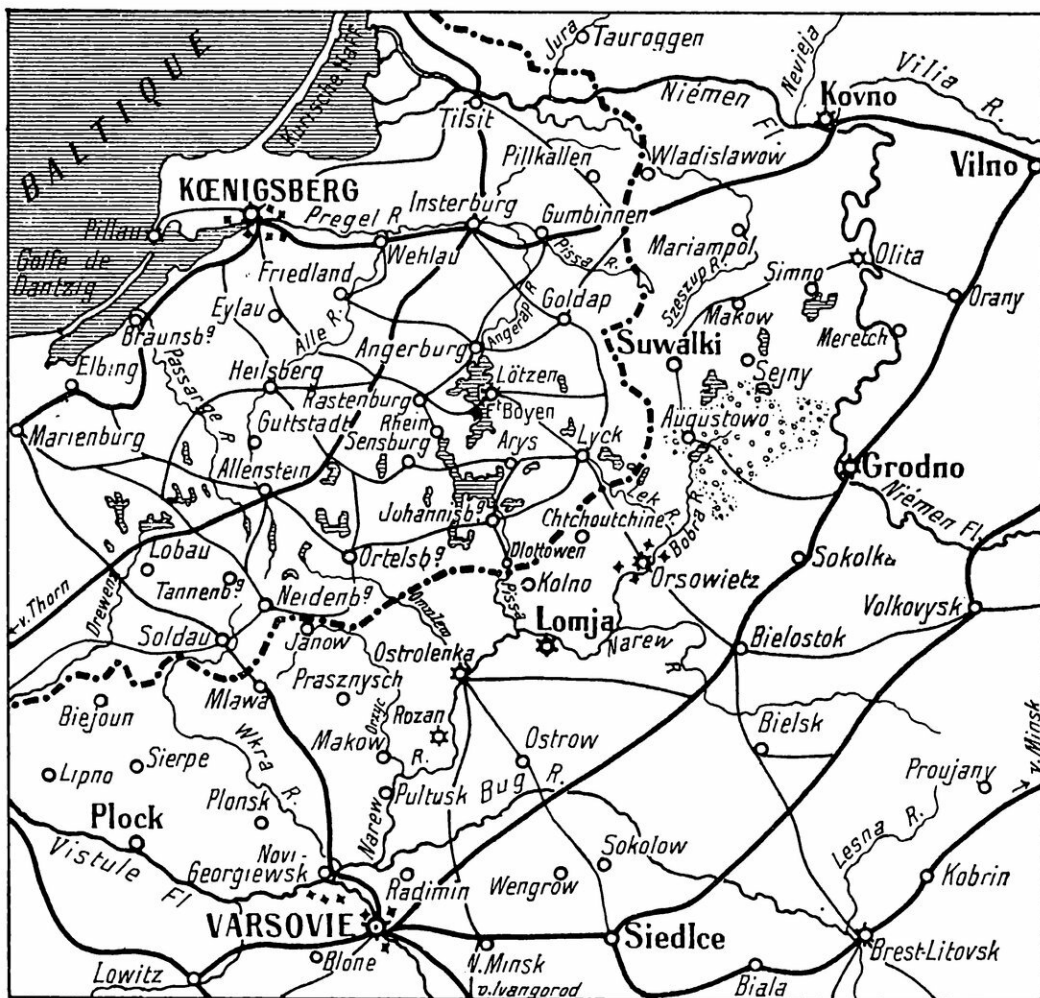 BALTIQUE
Kurische Haff
Jura
Tauroggen
Nevieja
Vilia R.
Niémen Fl.
Kovno
Tilsit
Pillkallen
Wladislawow
Vilno
KŒNIGSBERG
Pregel R
Insterburg
Gumbinnen
Pillau
Golfe de
Dantzig
Wehlau
Pissa R.
Mariampol
Olita
Friedland
Szeszup R.
Simno
Eylau
Alle R.
Angerap R
Goldap
Makow
Orany
Braunsbg
Meretch
Angerburg
Suwalki
Sejny
Elbing
Passarge R
Heilsberg
Lötzen
Rastenburg
Ft Boyen
Marienburg
Guttstadt
Rhein
Sensburg
Arys
Lyck
Augustowo
Allenstein
Grodno
Niémen Fl.
Lek R.
Bobra R.
Johannisbg
Chtchoutchine
Lobau
Ortelsbg
Dlottowen
Sokolka
Orsowietz
v. Thorn
Drewenz
Tannenbg
Neidenbg
Omulew
Pissa
Kolno
Volkovysk
Soldau
Janow
Lomja
Narew R
Bielostok
Ostrolenka
Mlawa
Prasznysch
Biejoun
Orzyc
Rozan
Bielsk
v. Minsk
Wkra R.
Makow
R.
Ostrow
Lipno
Sierpe
Proujany
Plonsk
Pultusk
Bug R.
Plock
Narew
Lesna R.
Vistule Fl
Novi-
Georgiewsk
Radimin
Wengrow
Sokolow
Kobrin
VARSOVIE
Siedlce
Blone
N. Minsk
Brest-Litovsk
Lowitz
v. Ivangorod
Biala